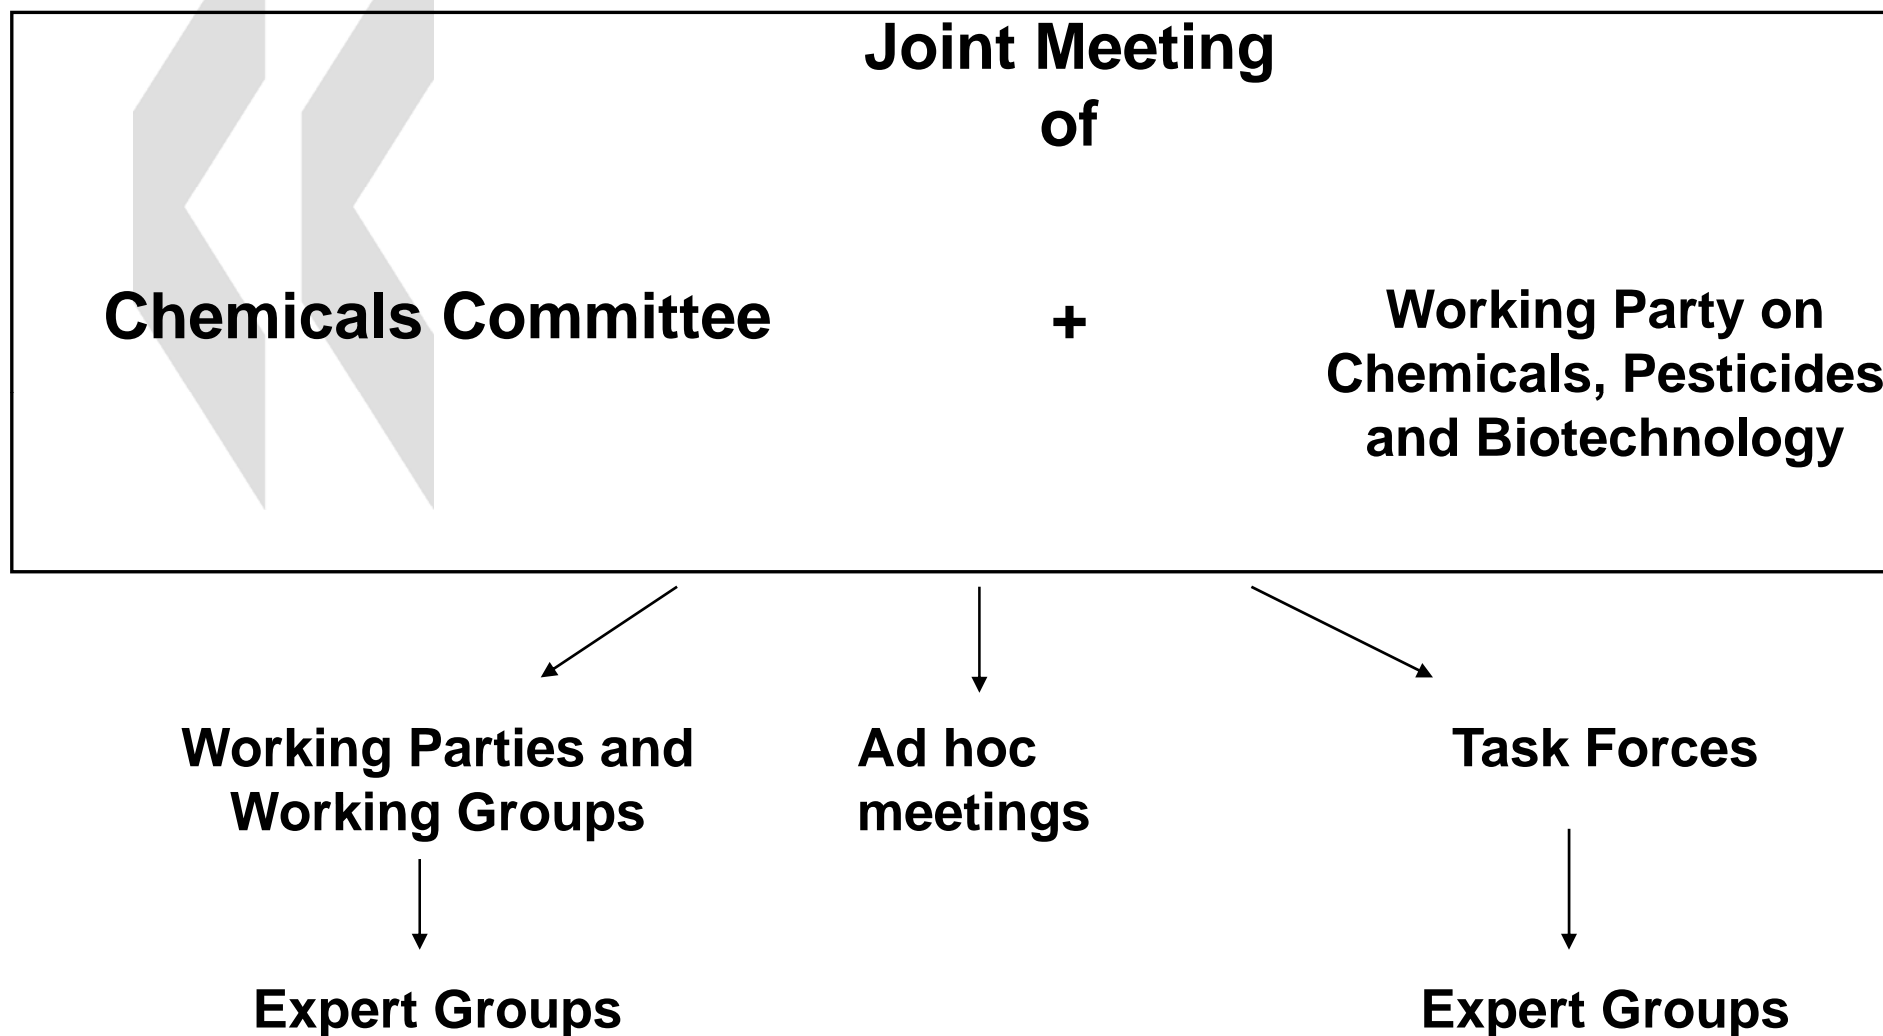 Joint Meeting
of
Chemicals Committee
+
Working Party on
Chemicals, Pesticides
and Biotechnology
Working Parties and
Working Groups
Ad hoc
meetings
Task Forces
Expert Groups
Expert Groups